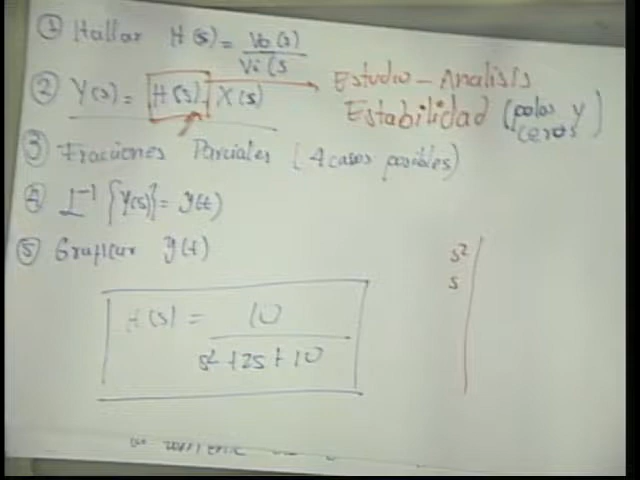 ① Hallar H(s) = Vo(s)/Vi(s
② Y(s) = H(s) . X(s) Estudio - Analisis
Estabilidad (polos y ceros)
③ Fracciones Parciales (4 casos posibles)
④ L⁻¹ {Y(s)} = y(t)
⑤ Graficar y(t)
s²
s
H(s) = 10/s²+2s+10